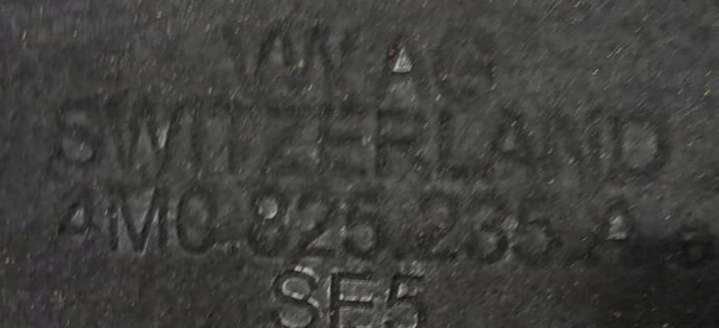 VW AG
SWITZERLAND
4M0.825.235.A
SE5